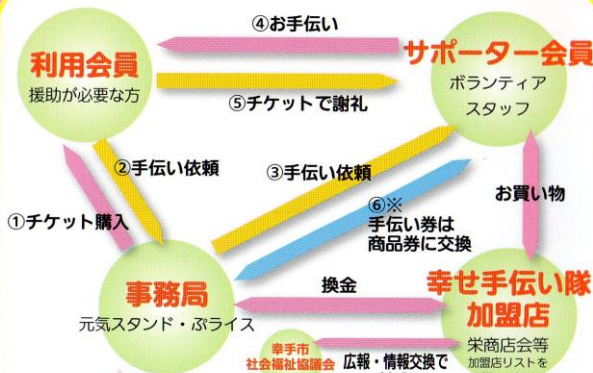 ④お手伝い
利用会員
援助が必要な方
サポーター会員
ボランティア
スタッフ
⑤チケットで謝礼
②手伝い依頼
③手伝い依頼
①チケット購入
⑥※
手伝い券は
商品券に交換
お買い物
事務局
元気スタンド・ぷライス
換金
幸せ手伝い隊
加盟店
栄商店会等
加盟店リストを
幸手市
社会福祉協議会
広報・情報交換で